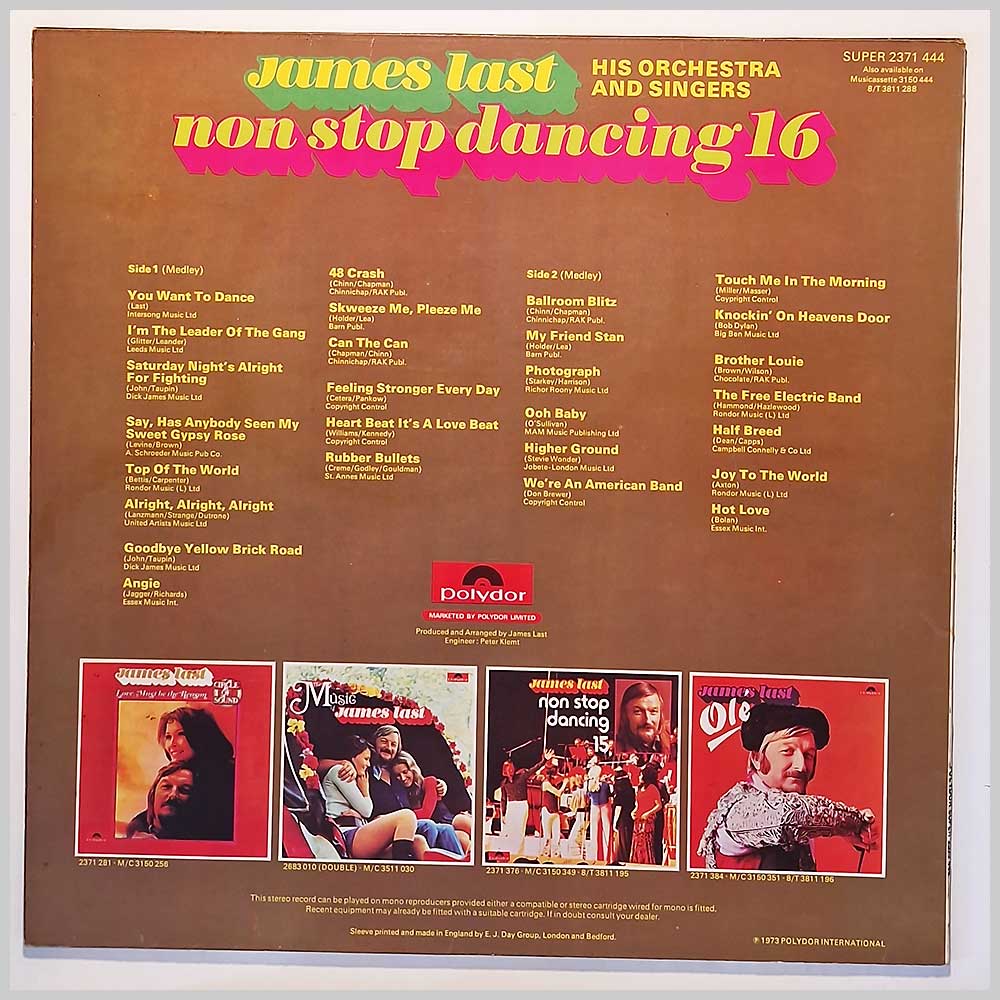 james last
HIS ORCHESTRA
AND SINGERS
non stop dancing 16
SUPER 2371 444
Also available on
Musicassette 3150 444
8/T 3811 288
Side 1 (Medley)
You Want To Dance
(Last)
Intersong Music Ltd
I'm The Leader Of The Gang
(Glitter/Leander)
Leeds Music Ltd
Saturday Night's Alright
For Fighting
(John/Taupin)
Dick James Music Ltd
Say, Has Anybody Seen My
Sweet Gypsy Rose
(Levine/Brown)
A. Schroeder Music Pub Co.
Top Of The World
(Bettis/Carpenter)
Rondor Music (L) Ltd
Alright, Alright, Alright
(Lanzmann/Strange/Dutrone)
United Artists Music Ltd
Goodbye Yellow Brick Road
(John/Taupin)
Dick James Music Ltd
Angie
(Jagger/Richards)
Essex Music Int.
48 Crash
(Chinn/Chapman)
Chinnichap/RAK Publ.
Skweeze Me, Pleeze Me
(Holder/Lea)
Barn Publ.
Can The Can
(Chapman/Chinn)
Chinnichap/RAK Publ.
Feeling Stronger Every Day
(Cetera/Pankow)
Copyright Control
Heart Beat It's A Love Beat
(Williams/Kennedy)
Copyright Control
Rubber Bullets
(Creme/Godley/Gouldman)
St. Annes Music Ltd
Side 2 (Medley)
Ballroom Blitz
(Chinn/Chapman)
Chinnichap/RAK Publ.
My Friend Stan
(Holder/Lea)
Barn Publ.
Photograph
(Starkey/Harrison)
Richor Roony Music Ltd
Ooh Baby
(O'Sullivan)
MAM Music Publishing Ltd
Higher Ground
(Stevie Wonder)
Jobete-London Music Ltd
We're An American Band
(Don Brewer)
Copyright Control
Touch Me In The Morning
(Miller/Masser)
Coypright Control
Knockin' On Heavens Door
(Bob Dylan)
Big Ben Music Ltd
Brother Louie
(Brown/Wilson)
Chocolate/RAK Publ.
The Free Electric Band
(Hammond/Hazlewood)
Rondor Music (L) Ltd
Half Breed
(Dean/Capps)
Campbell Connelly & Co Ltd
Joy To The World
(Axton)
Rondor Music (L) Ltd
Hot Love
(Bolan)
Essex Music Int.
polydor
MARKETED BY POLYDOR LIMITED
Produced and Arranged by James Last
Engineer: Peter Klemt
james last
Love Must be the Reason
CIRCLE
OF
SOUND
2371 281 · M/C 3150 256
The Music of james last
2683 010 (DOUBLE) · M/C 3511 030
james last
non stop
dancing
15
2371 376 · M/C 3150 349 · 8/T 3811 195
james last
Olé
2371 384 · M/C 3150 351 · 8/T 3811 196
This stereo record can be played on mono reproducers provided either a compatible or stereo cartridge wired for mono is fitted.
Recent equipment may already be fitted with a suitable cartridge. If in doubt consult your dealer.
Sleeve printed and made in England by E. J. Day Group, London and Bedford.
℗ 1973 POLYDOR INTERNATIONAL